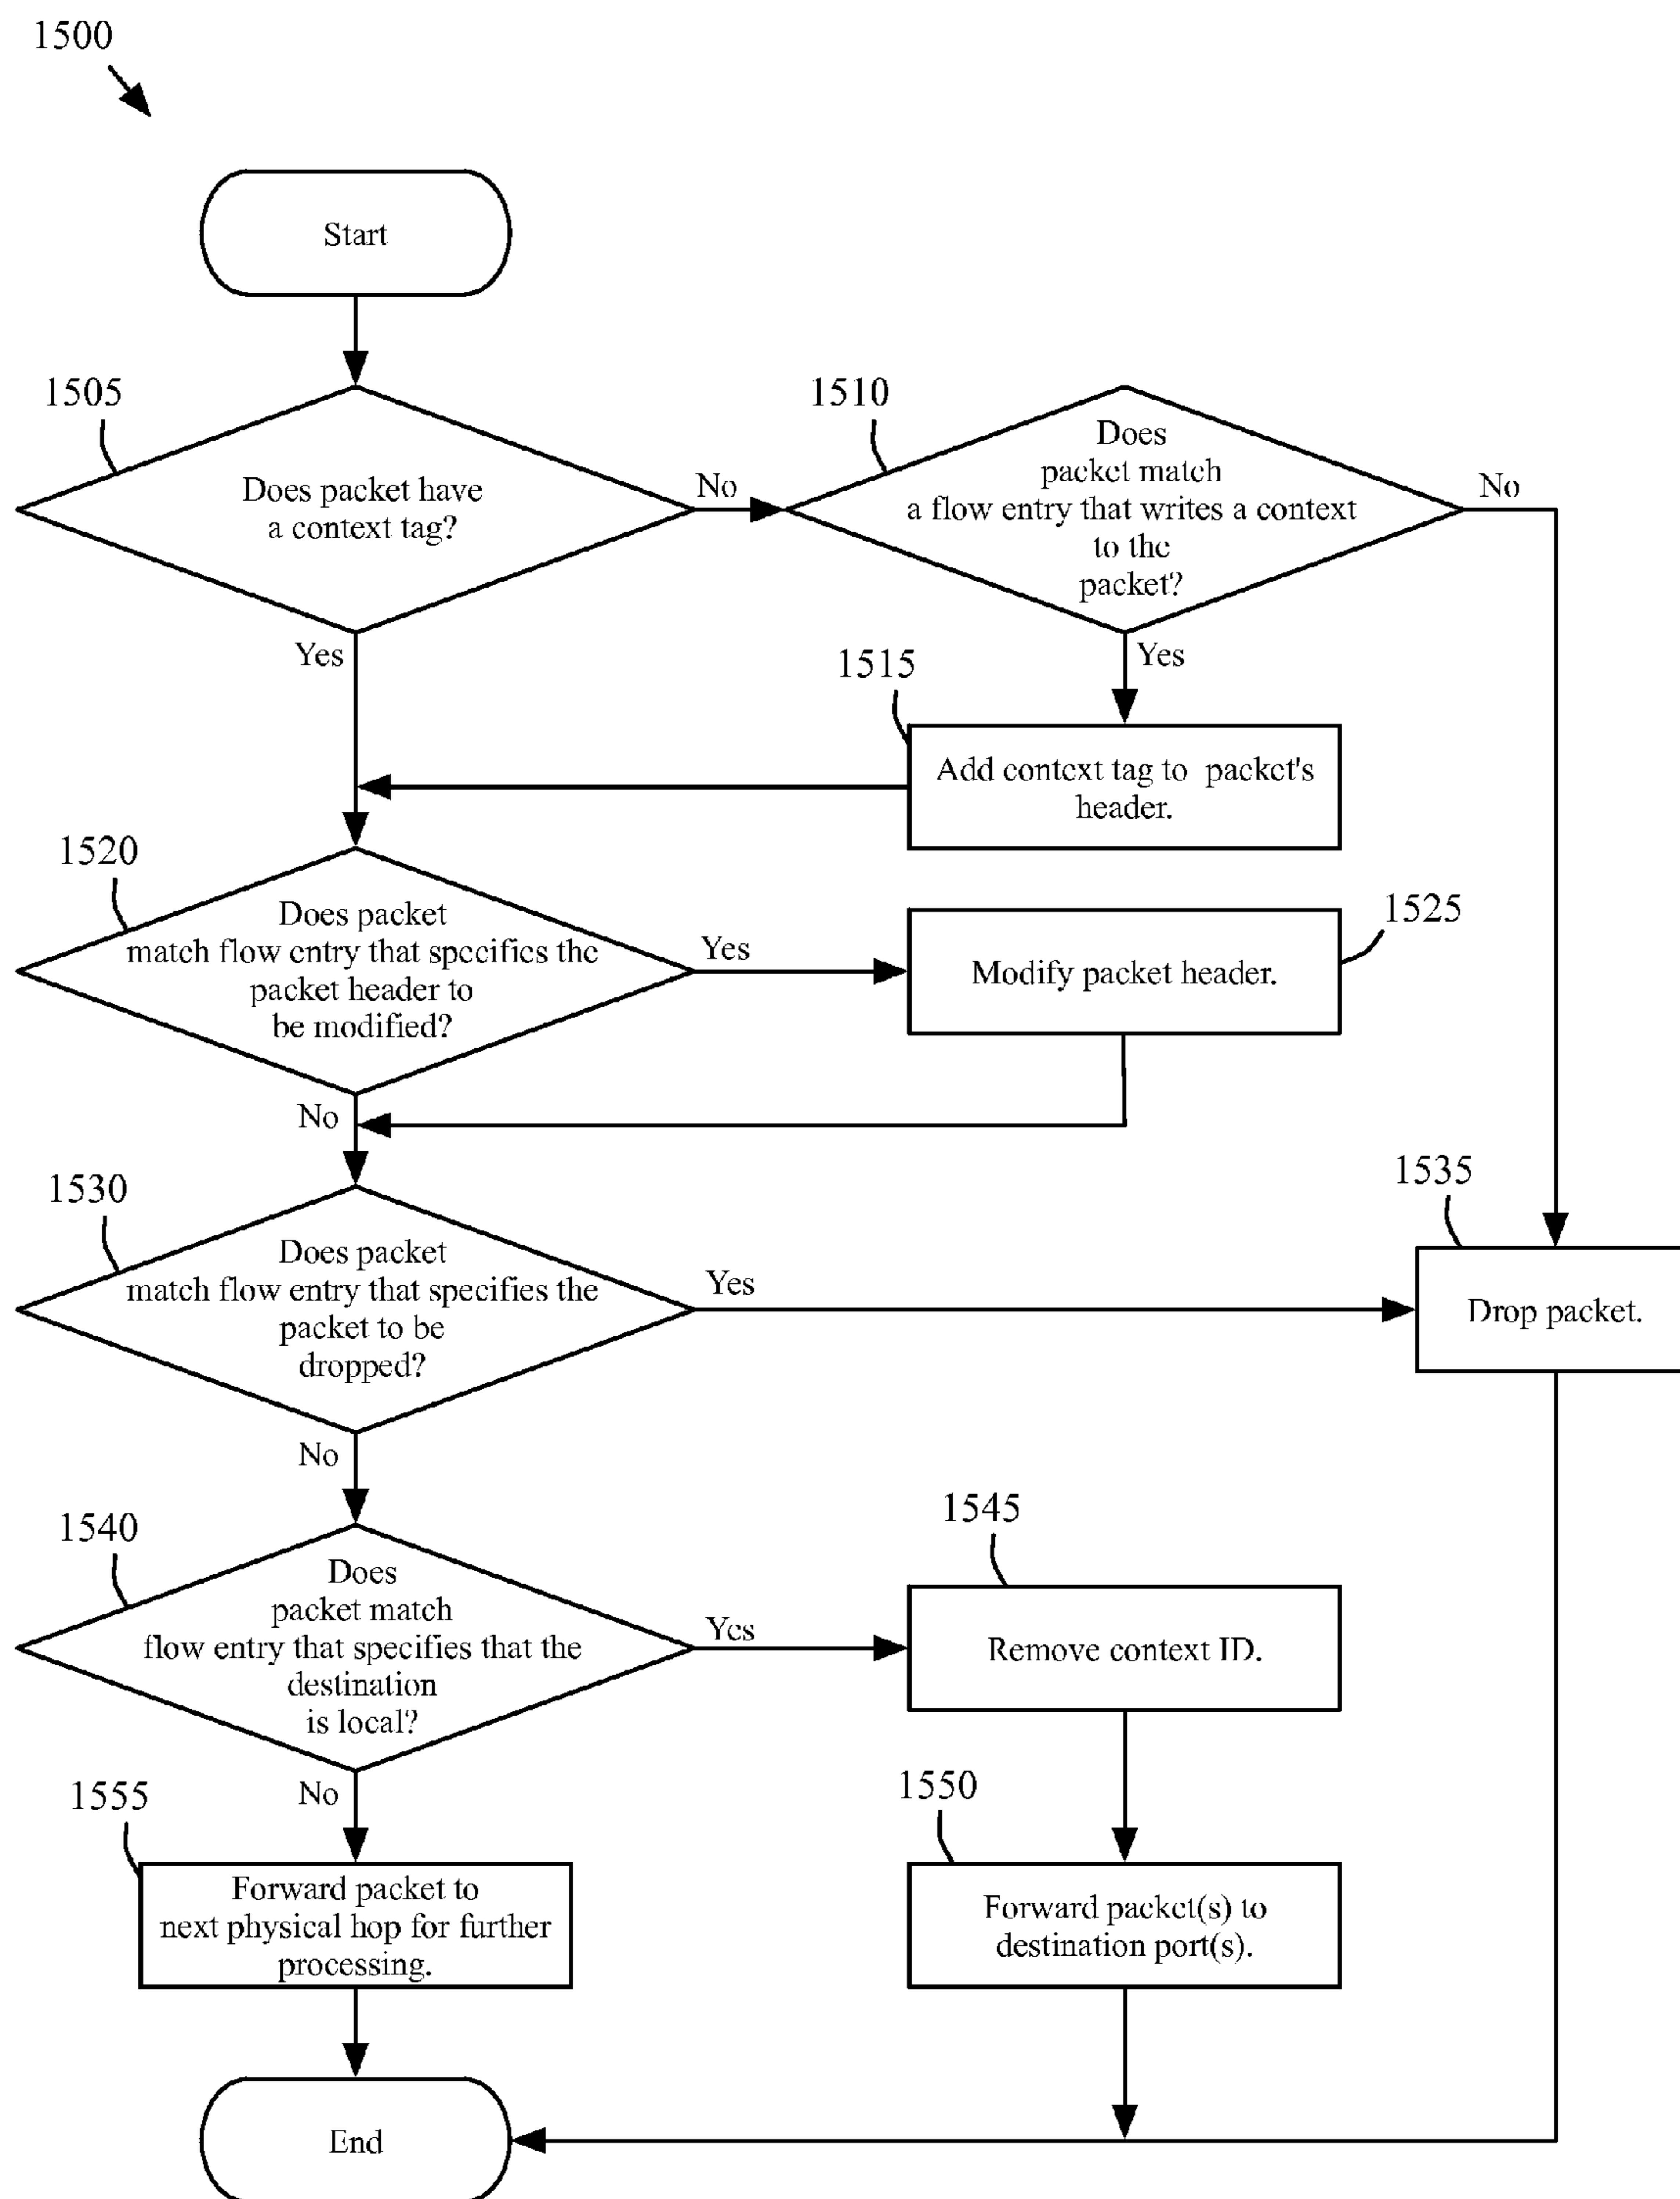 1500
Start
1505
Does packet have
a context tag?
No
Yes
1510
Does
packet match
a flow entry that writes a context
to the
packet?
No
Yes
1515
Add context tag to packet's
header.
1520
Does packet
match flow entry that specifies the
packet header to
be modified?
Yes
No
1525
Modify packet header.
1530
Does packet
match flow entry that specifies the
packet to be
dropped?
Yes
No
1535
Drop packet.
1540
Does
packet match
flow entry that specifies that the
destination
is local?
Yes
No
1545
Remove context ID.
1550
Forward packet(s) to
destination port(s).
1555
Forward packet to
next physical hop for further
processing.
End